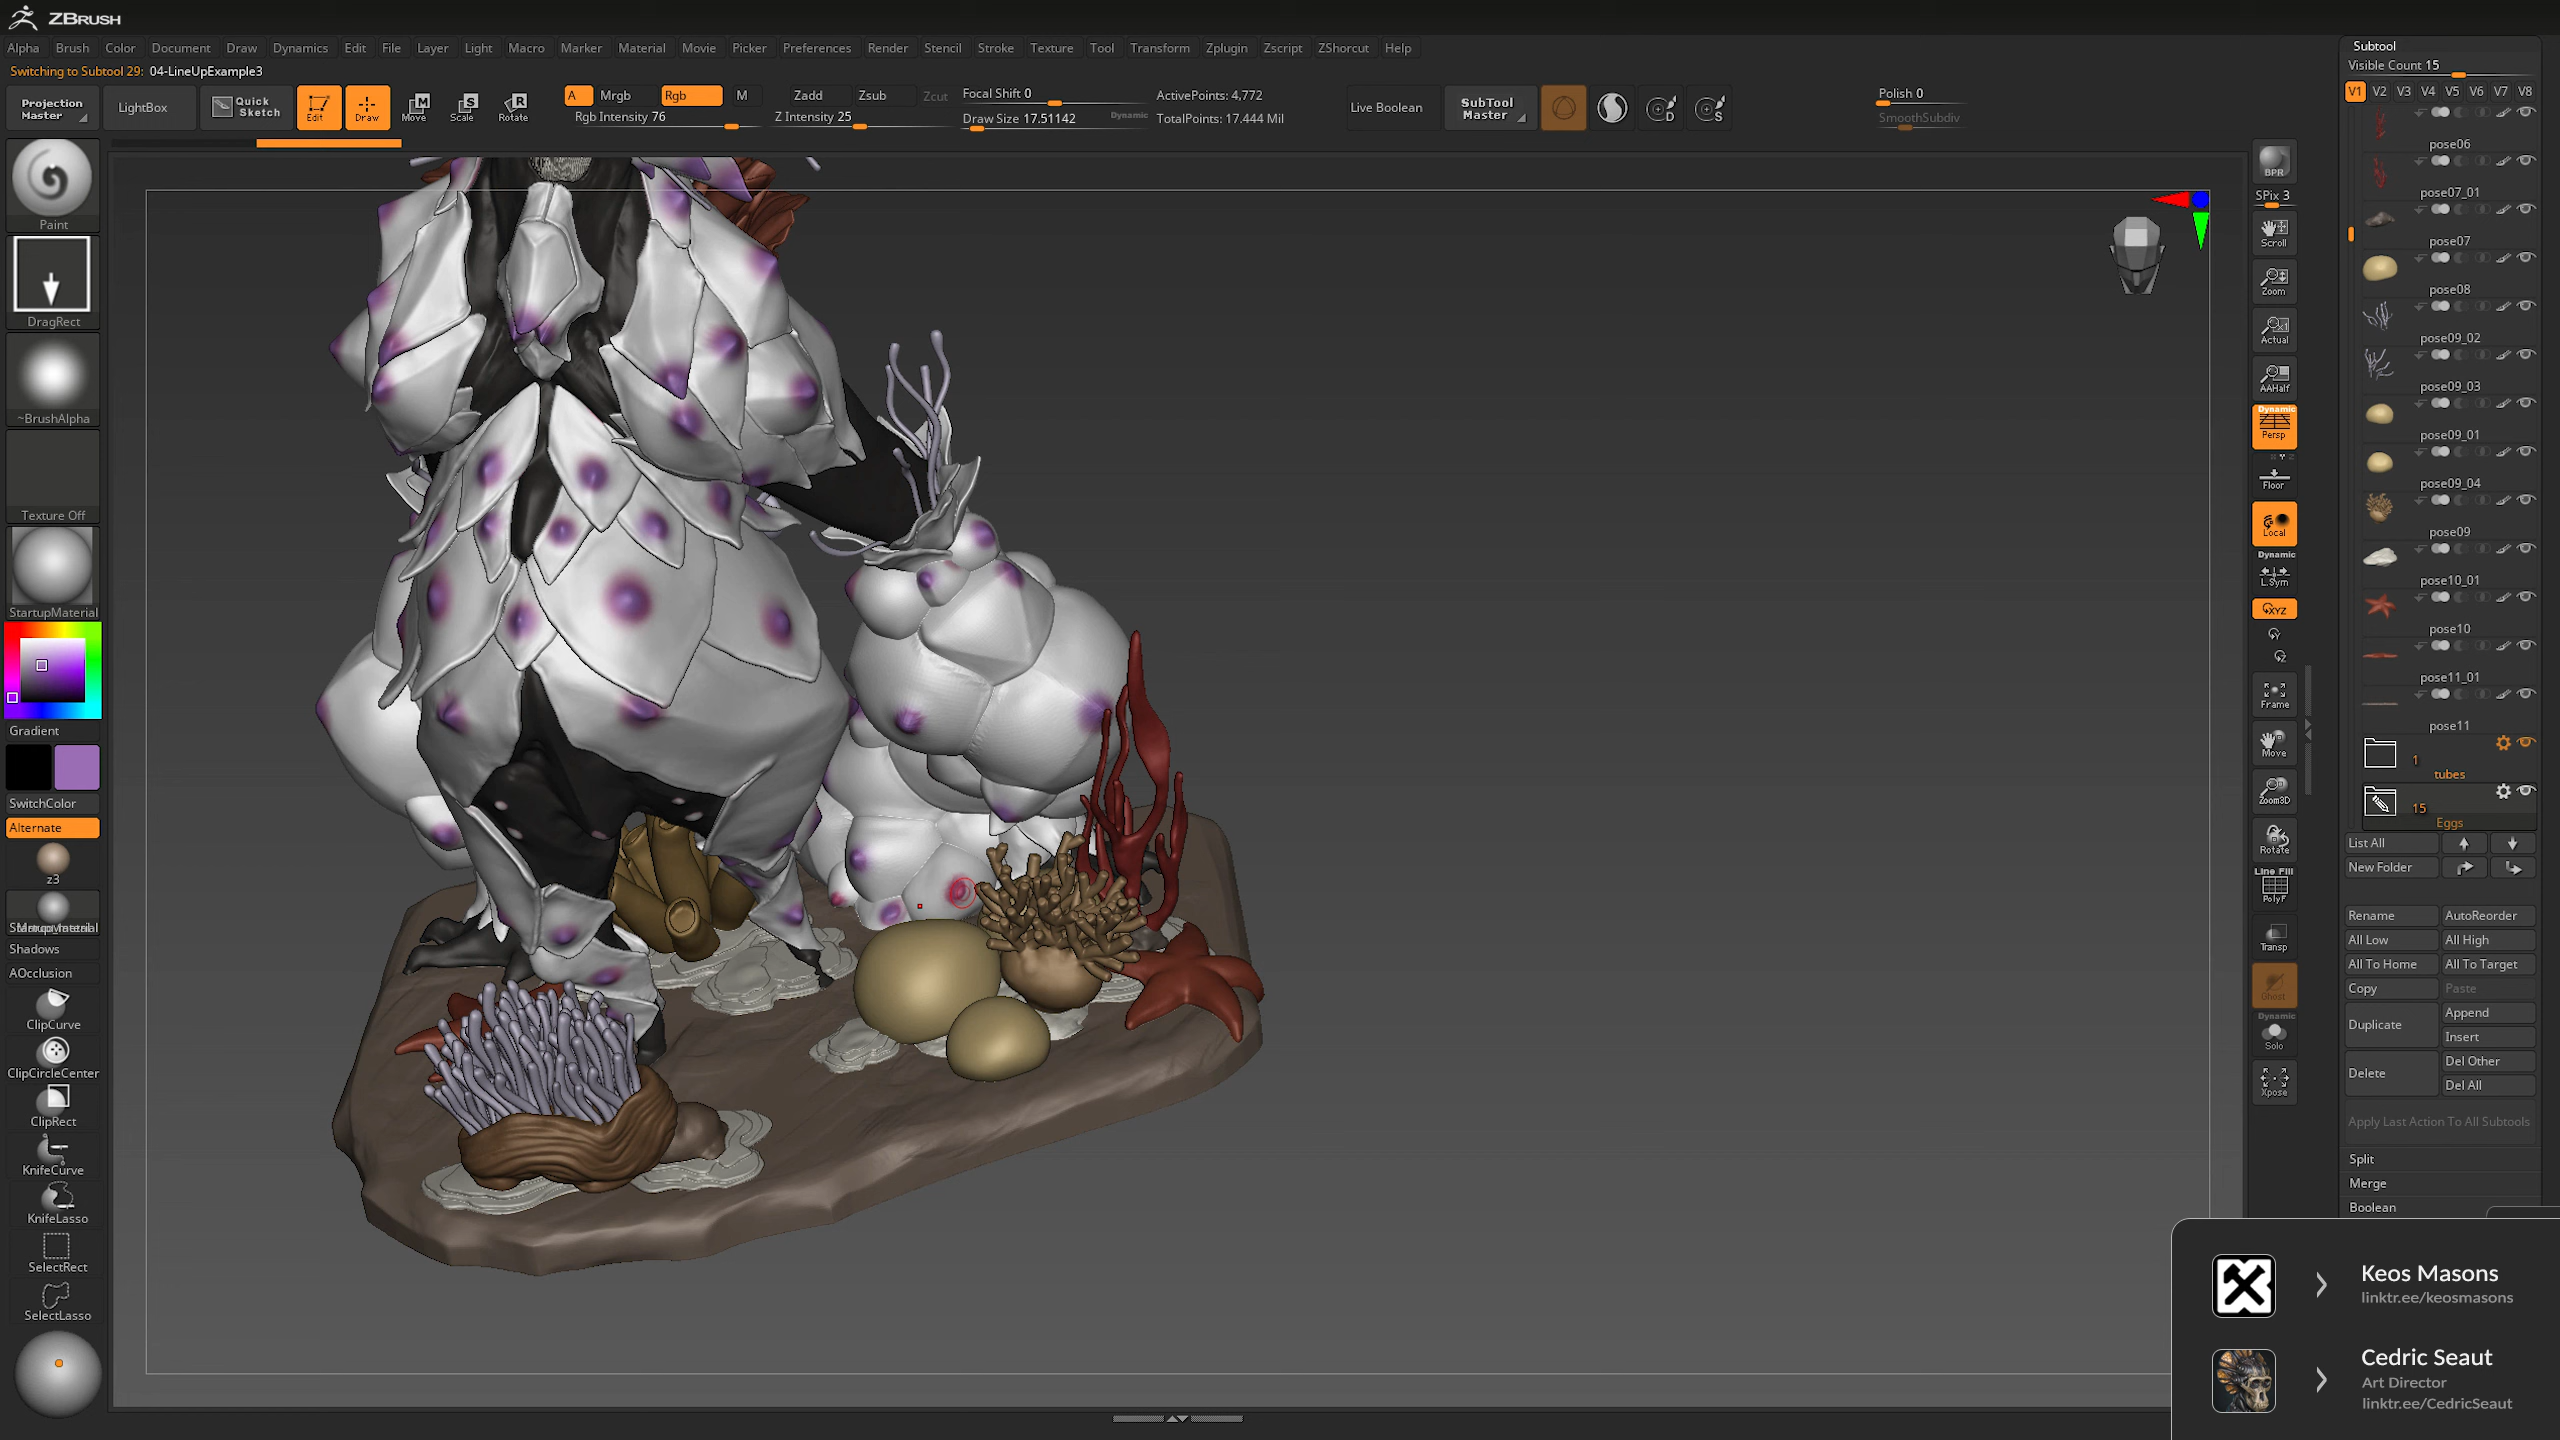 ZBRUSH
Alpha Brush Color Document Draw Dynamics Edit File Layer Light Macro Marker Material Movie Picker Preferences Render Stencil Stroke Texture Tool Transform Zplugin Zscript ZShorcut Help
Switching to Subtool 29: 04-LineUpExample3
Projection Master
LightBox
Quick Sketch
Edit
Draw
Move
Scale
Rotate
A Mrgb Rgb M
Rgb Intensity 76
Zadd Zsub Zcut
Z Intensity 25
Focal Shift 0
Draw Size 17.51142 Dynamic
ActivePoints: 4,772
TotalPoints: 17.444 Mil
Live Boolean
SubTool Master
Polish 0
SmoothSubdiv
Paint
DragRect
~BrushAlpha
Texture Off
StartupMaterial
Gradient
SwitchColor
Alternate
z3
Shadows
AOcclusion
ClipCurve
ClipCircleCenter
ClipRect
KnifeCurve
KnifeLasso
SelectRect
SelectLasso
BPR
SPix 3
Scroll
Zoom
Actual
AAHalf
Dynamic
Persp
Floor
Local
Dynamic
L.Sym
XYZ
Frame
Move
Zoom3D
Rotate
Line Fill
PolyF
Transp
Ghost
Dynamic
Solo
Xpose
Subtool
Visible Count 15
V1 V2 V3 V4 V5 V6 V7 V8
pose06
pose07_01
pose07
pose08
pose09_02
pose09_03
pose09_01
pose09_04
pose09
pose10_01
pose10
pose11_01
pose11
1
tubes
15
Eggs
List All
New Folder
Rename AutoReorder
All Low All High
All To Home All To Target
Copy Paste
Duplicate Append
Insert
Delete Del Other
Del All
Apply Last Action To All Subtools
Split
Merge
Boolean
Keos Masons
linktr.ee/keosmasons
Cedric Seaut
Art Director
linktr.ee/CedricSeaut